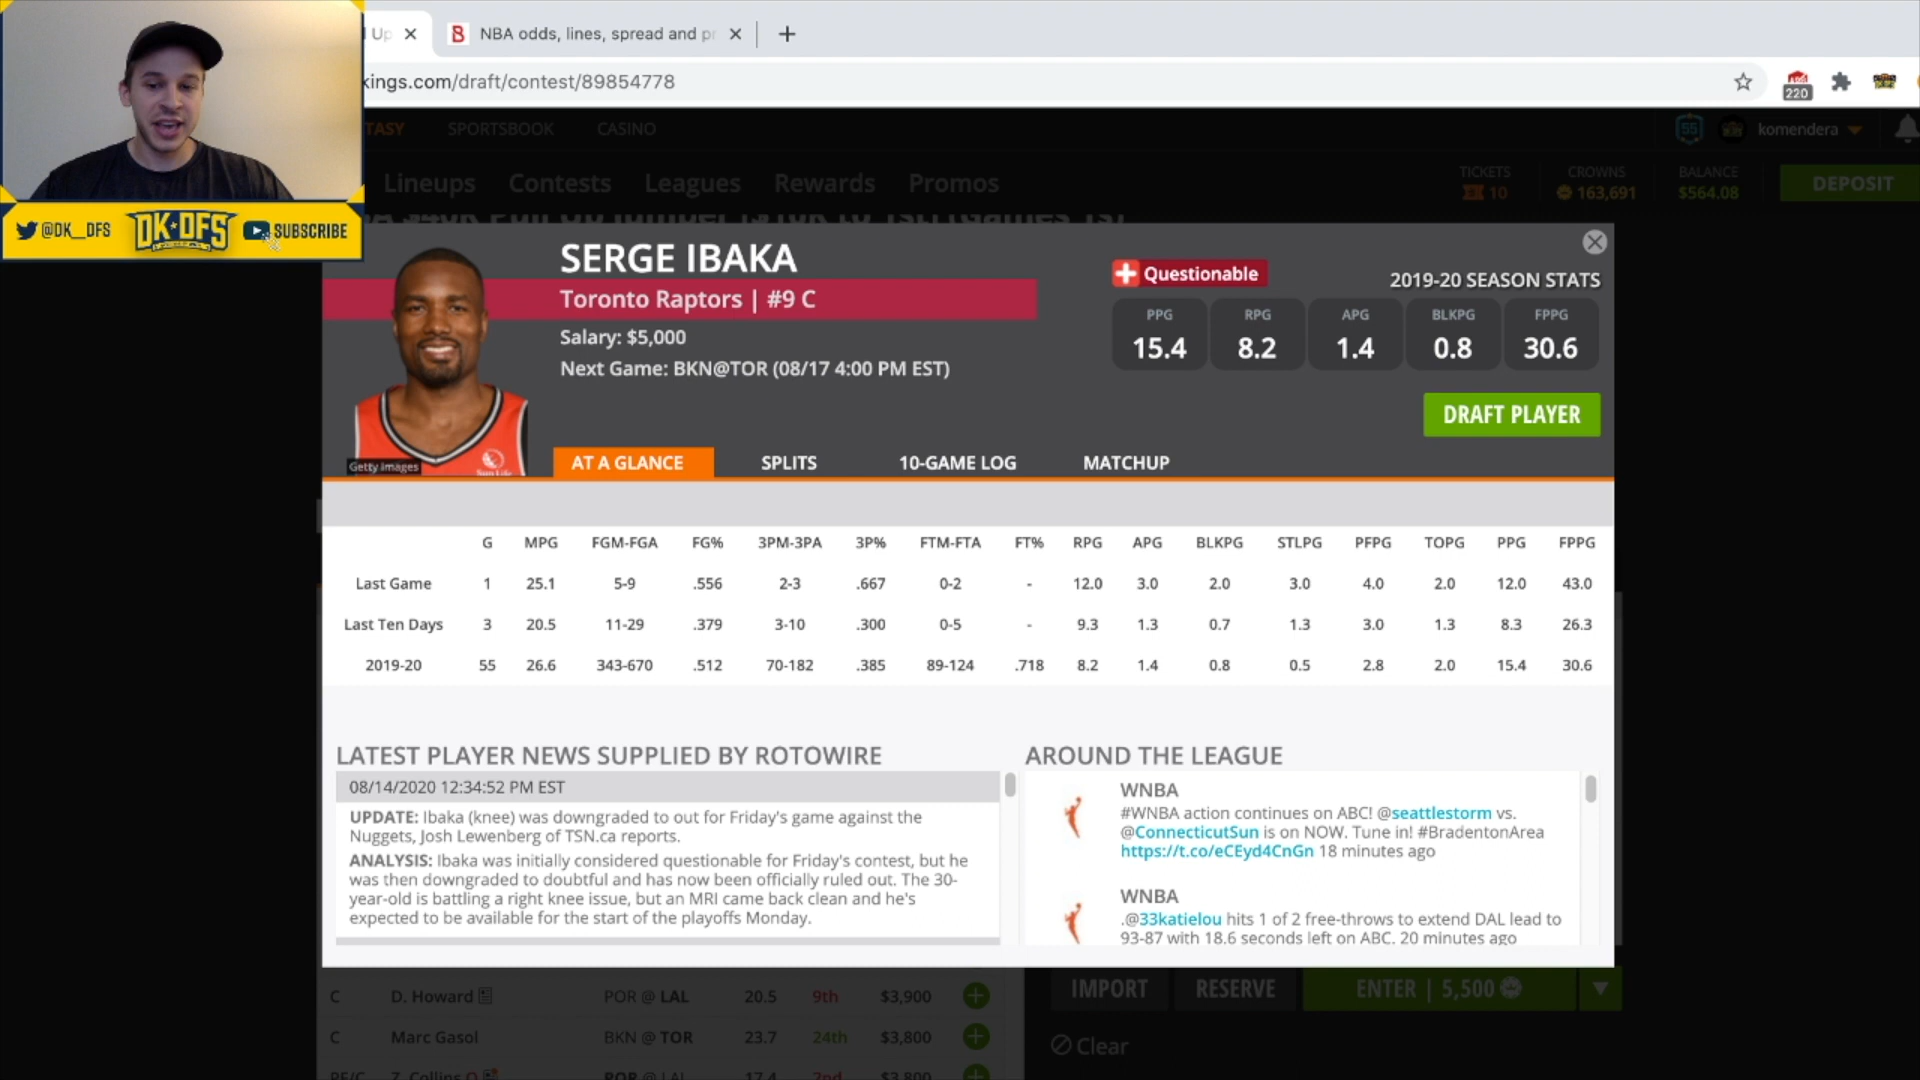 Up
NBA odds, lines, spread and pr
kings.com/draft/contest/89854778
220
TASY SPORTSBOOK CASINO
55 komendera
Lineups Contests Leagues Rewards Promos
TICKETS 10
CROWNS 163,691
BALANCE $564.08
DEPOSIT
@DK__DFS DK★DFS SUBSCRIBE
SERGE IBAKA
Toronto Raptors | #9 C
Salary: $5,000
Next Game: BKN@TOR (08/17 4:00 PM EST)
Getty Images
Questionable
2019-20 SEASON STATS
PPG RPG APG BLKPG FPPG
15.4 8.2 1.4 0.8 30.6
DRAFT PLAYER
AT A GLANCE SPLITS 10-GAME LOG MATCHUP
G MPG FGM-FGA FG% 3PM-3PA 3P% FTM-FTA FT% RPG APG BLKPG STLPG PFPG TOPG PPG FPPG
Last Game 1 25.1 5-9 .556 2-3 .667 0-2 - 12.0 3.0 2.0 3.0 4.0 2.0 12.0 43.0
Last Ten Days 3 20.5 11-29 .379 3-10 .300 0-5 - 9.3 1.3 0.7 1.3 3.0 1.3 8.3 26.3
2019-20 55 26.6 343-670 .512 70-182 .385 89-124 .718 8.2 1.4 0.8 0.5 2.8 2.0 15.4 30.6
LATEST PLAYER NEWS SUPPLIED BY ROTOWIRE
08/14/2020 12:34:52 PM EST
UPDATE: Ibaka (knee) was downgraded to out for Friday's game against the
Nuggets, Josh Lewenberg of TSN.ca reports.
ANALYSIS: Ibaka was initially considered questionable for Friday's contest, but he
was then downgraded to doubtful and has now been officially ruled out. The 30-
year-old is battling a right knee issue, but an MRI came back clean and he's
expected to be available for the start of the playoffs Monday.
AROUND THE LEAGUE
WNBA
#WNBA action continues on ABC! @seattlestorm vs.
@ConnecticutSun is on NOW. Tune in! #BradentonArea
https://t.co/eCEyd4CnGn 18 minutes ago
WNBA
.@33katielou hits 1 of 2 free-throws to extend DAL lead to
93-87 with 18.6 seconds left on ABC. 20 minutes ago
C D. Howard POR @ LAL 20.5 9th $3,900
C Marc Gasol BKN @ TOR 23.7 24th $3,800
PF/C Z. Collins Q POR @ LAL 17.4 2nd $3,800
IMPORT RESERVE ENTER | 5,500
Clear